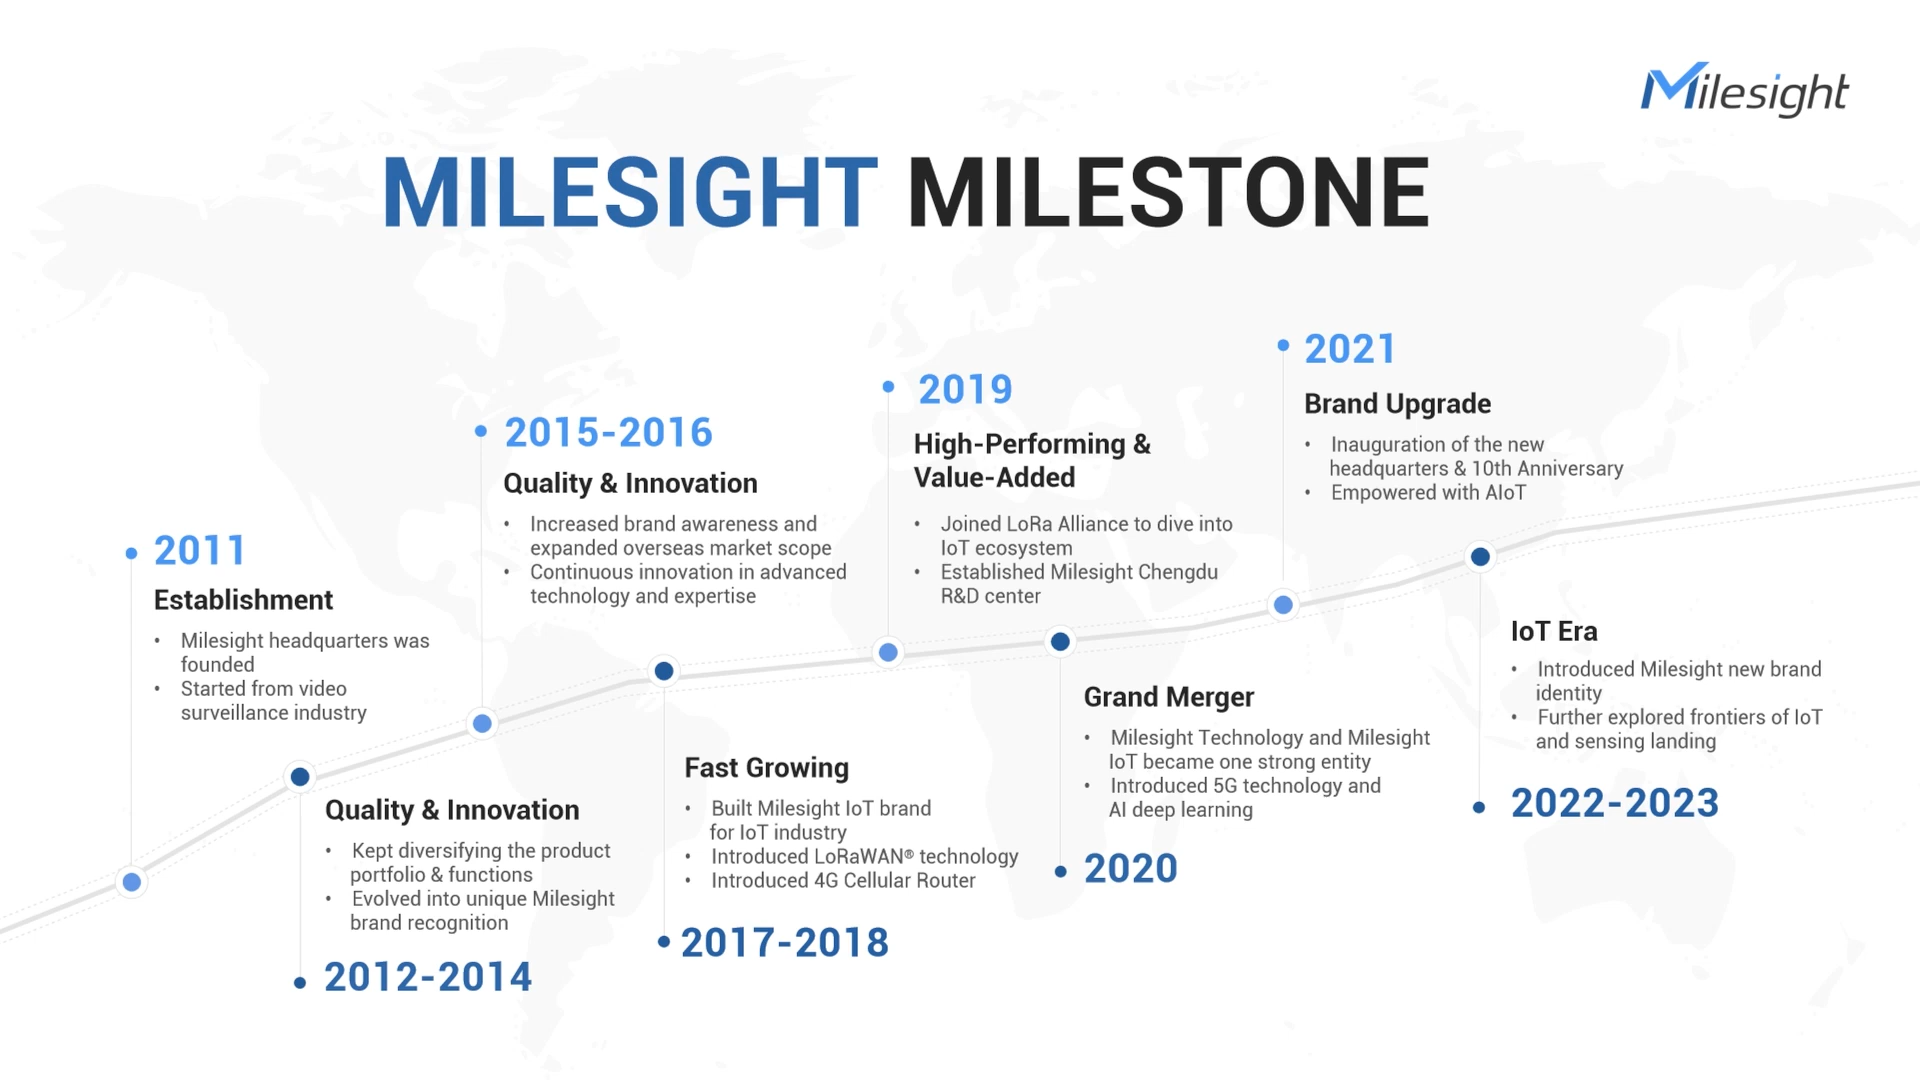 Milesight
MILESIGHT MILESTONE
2011
Establishment
• Milesight headquarters was
founded
• Started from video
surveillance industry
Quality & Innovation
• Kept diversifying the product
portfolio & functions
• Evolved into unique Milesight
brand recognition
2012-2014
2015-2016
Quality & Innovation
• Increased brand awareness and
expanded overseas market scope
• Continuous innovation in advanced
technology and expertise
Fast Growing
• Built Milesight IoT brand
for IoT industry
• Introduced LoRaWAN® technology
• Introduced 4G Cellular Router
2017-2018
2019
High-Performing &
Value-Added
• Joined LoRa Alliance to dive into
IoT ecosystem
• Established Milesight Chengdu
R&D center
Grand Merger
• Milesight Technology and Milesight
IoT became one strong entity
• Introduced 5G technology and
AI deep learning
2020
2021
Brand Upgrade
• Inauguration of the new
headquarters & 10th Anniversary
• Empowered with AIoT
IoT Era
• Introduced Milesight new brand
identity
• Further explored frontiers of IoT
and sensing landing
2022-2023